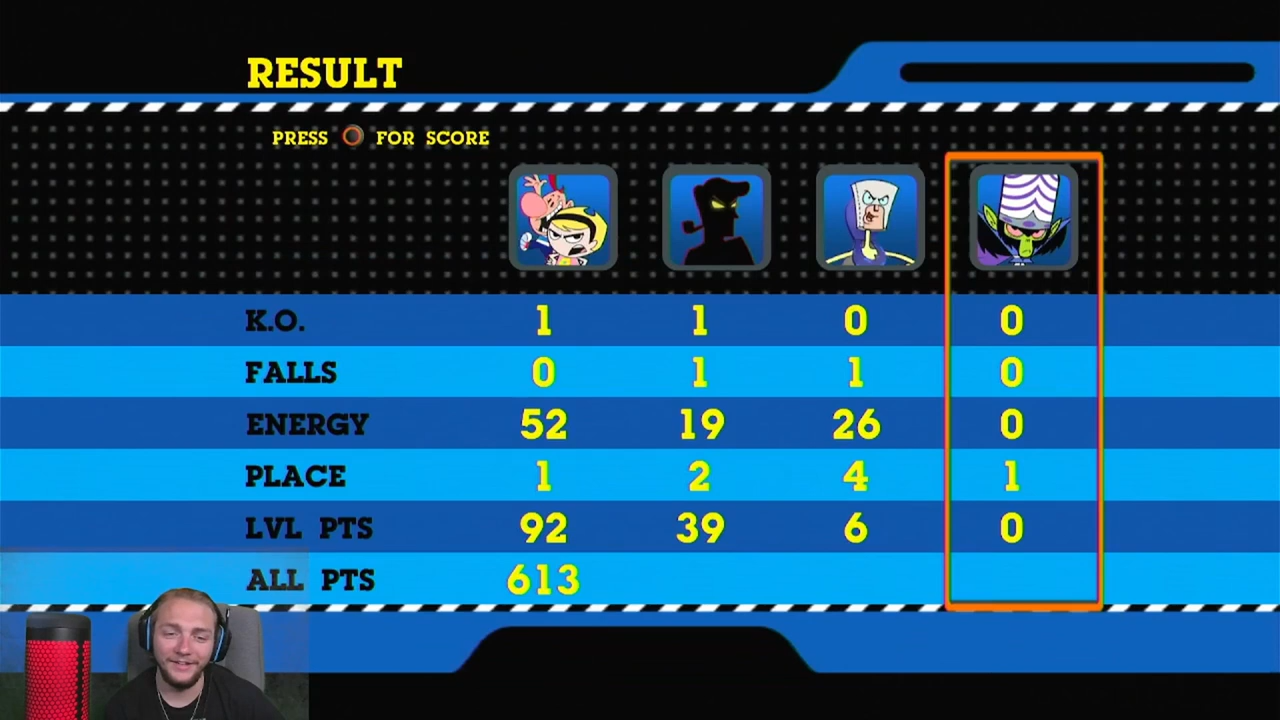 RESULT
PRESS FOR SCORE
K.O. 1 1 0 0
FALLS 0 1 1 0
ENERGY 52 19 26 0
PLACE 1 2 4 1
LVL PTS 92 39 6 0
ALL PTS 613